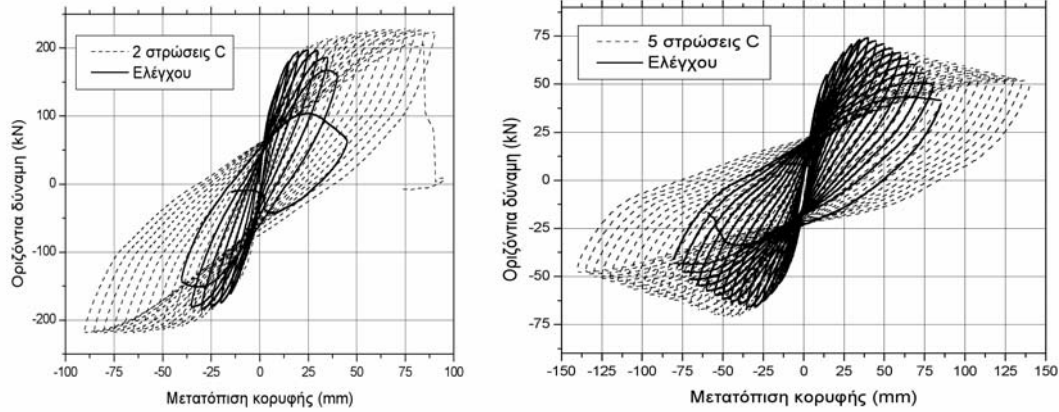 2 στρώσεις C
Ελέγχου
Οριζόντια δύναμη (kN)
200
100
0
-100
-200
-100 -75 -50 -25 0 25 50 75 100
Μετατόπιση κορυφής (mm)
5 στρώσεις C
Ελέγχου
Οριζόντια δύναμη (kN)
75
50
25
0
-25
-50
-75
-150 -125 -100 -75 -50 -25 0 25 50 75 100 125 150
Μετατόπιση κορυφής (mm)